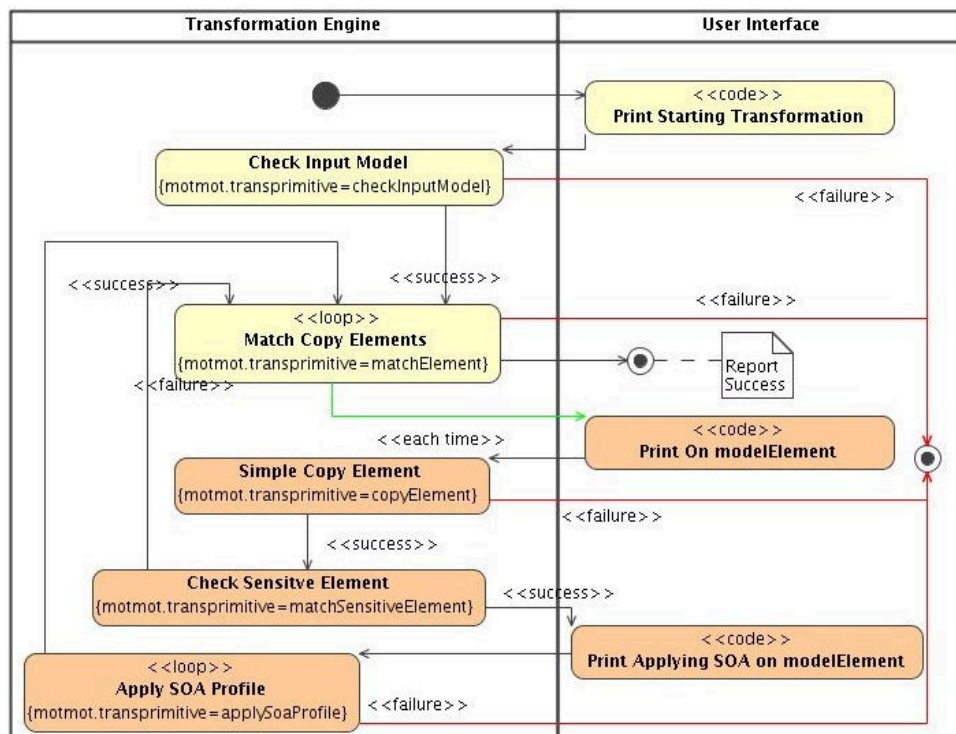 Transformation Engine
User Interface
<<code>>
Print Starting Transformation
Check Input Model
{motmot.transprimitive=checkInputModel}
<<failure>>
<<success>>
<<success>>
<<failure>>
<<loop>>
Match Copy Elements
{motmot.transprimitive=matchElement}
Report
Success
<<failure>>
<<code>>
Print On modelElement
<<each time>>
Simple Copy Element
{motmot.transprimitive=copyElement}
<<failure>>
<<success>>
Check Sensitve Element
{motmot.transprimitive=matchSensitiveElement}
<<success>>
<<code>>
Print Applying SOA on modelElement
<<loop>>
Apply SOA Profile
{motmot.transprimitive=applySoaProfile}
<<failure>>